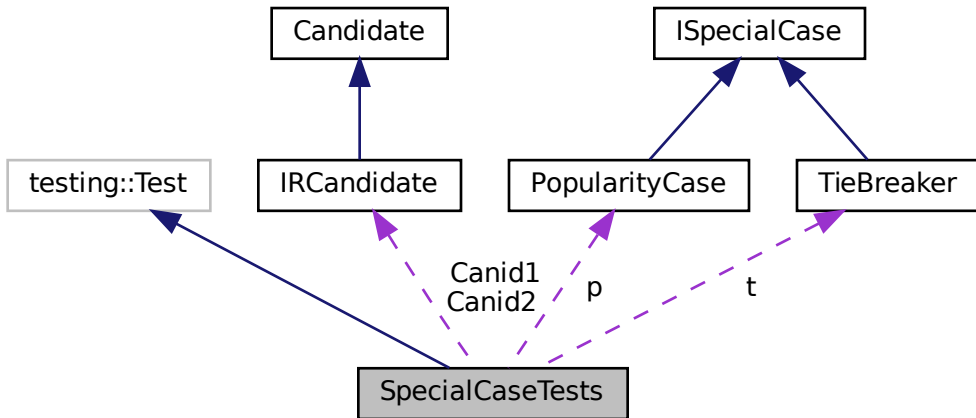 Candidate
ISpecialCase
testing::Test
IRCandidate
PopularityCase
TieBreaker
Canid1
Canid2
p
t
SpecialCaseTests